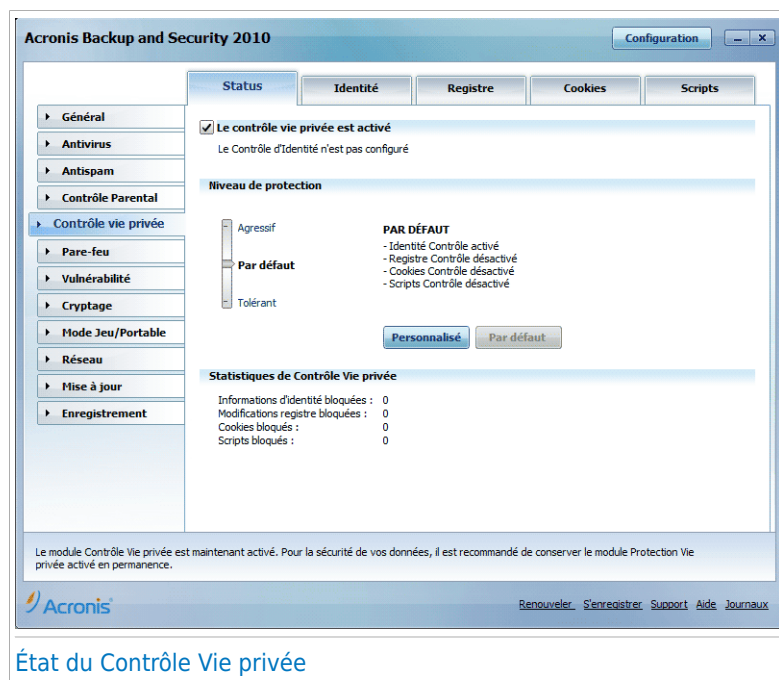 Acronis Backup and Security 2010
Configuration
Status
Identité
Registre
Cookies
Scripts
Général
Antivirus
Antispam
Contrôle Parental
Contrôle vie privée
Pare-feu
Vulnérabilité
Cryptage
Mode Jeu/Portable
Réseau
Mise à jour
Enregistrement
Le contrôle vie privée est activé
Le Contrôle d'Identité n'est pas configuré
Niveau de protection
Agressif
Par défaut
Tolérant
PAR DÉFAUT
- Identité Contrôle activé
- Registre Contrôle désactivé
- Cookies Contrôle désactivé
- Scripts Contrôle désactivé
Personnalisé
Par défaut
Statistiques de Contrôle Vie privée
Informations d'identité bloquées : 0
Modifications registre bloquées : 0
Cookies bloqués : 0
Scripts bloqués : 0
Le module Contrôle Vie privée est maintenant activé. Pour la sécurité de vos données, il est recommandé de conserver le module Protection Vie
privée activé en permanence.
Acronis
Renouveler S'enregistrer Support Aide Journaux
État du Contrôle Vie privée